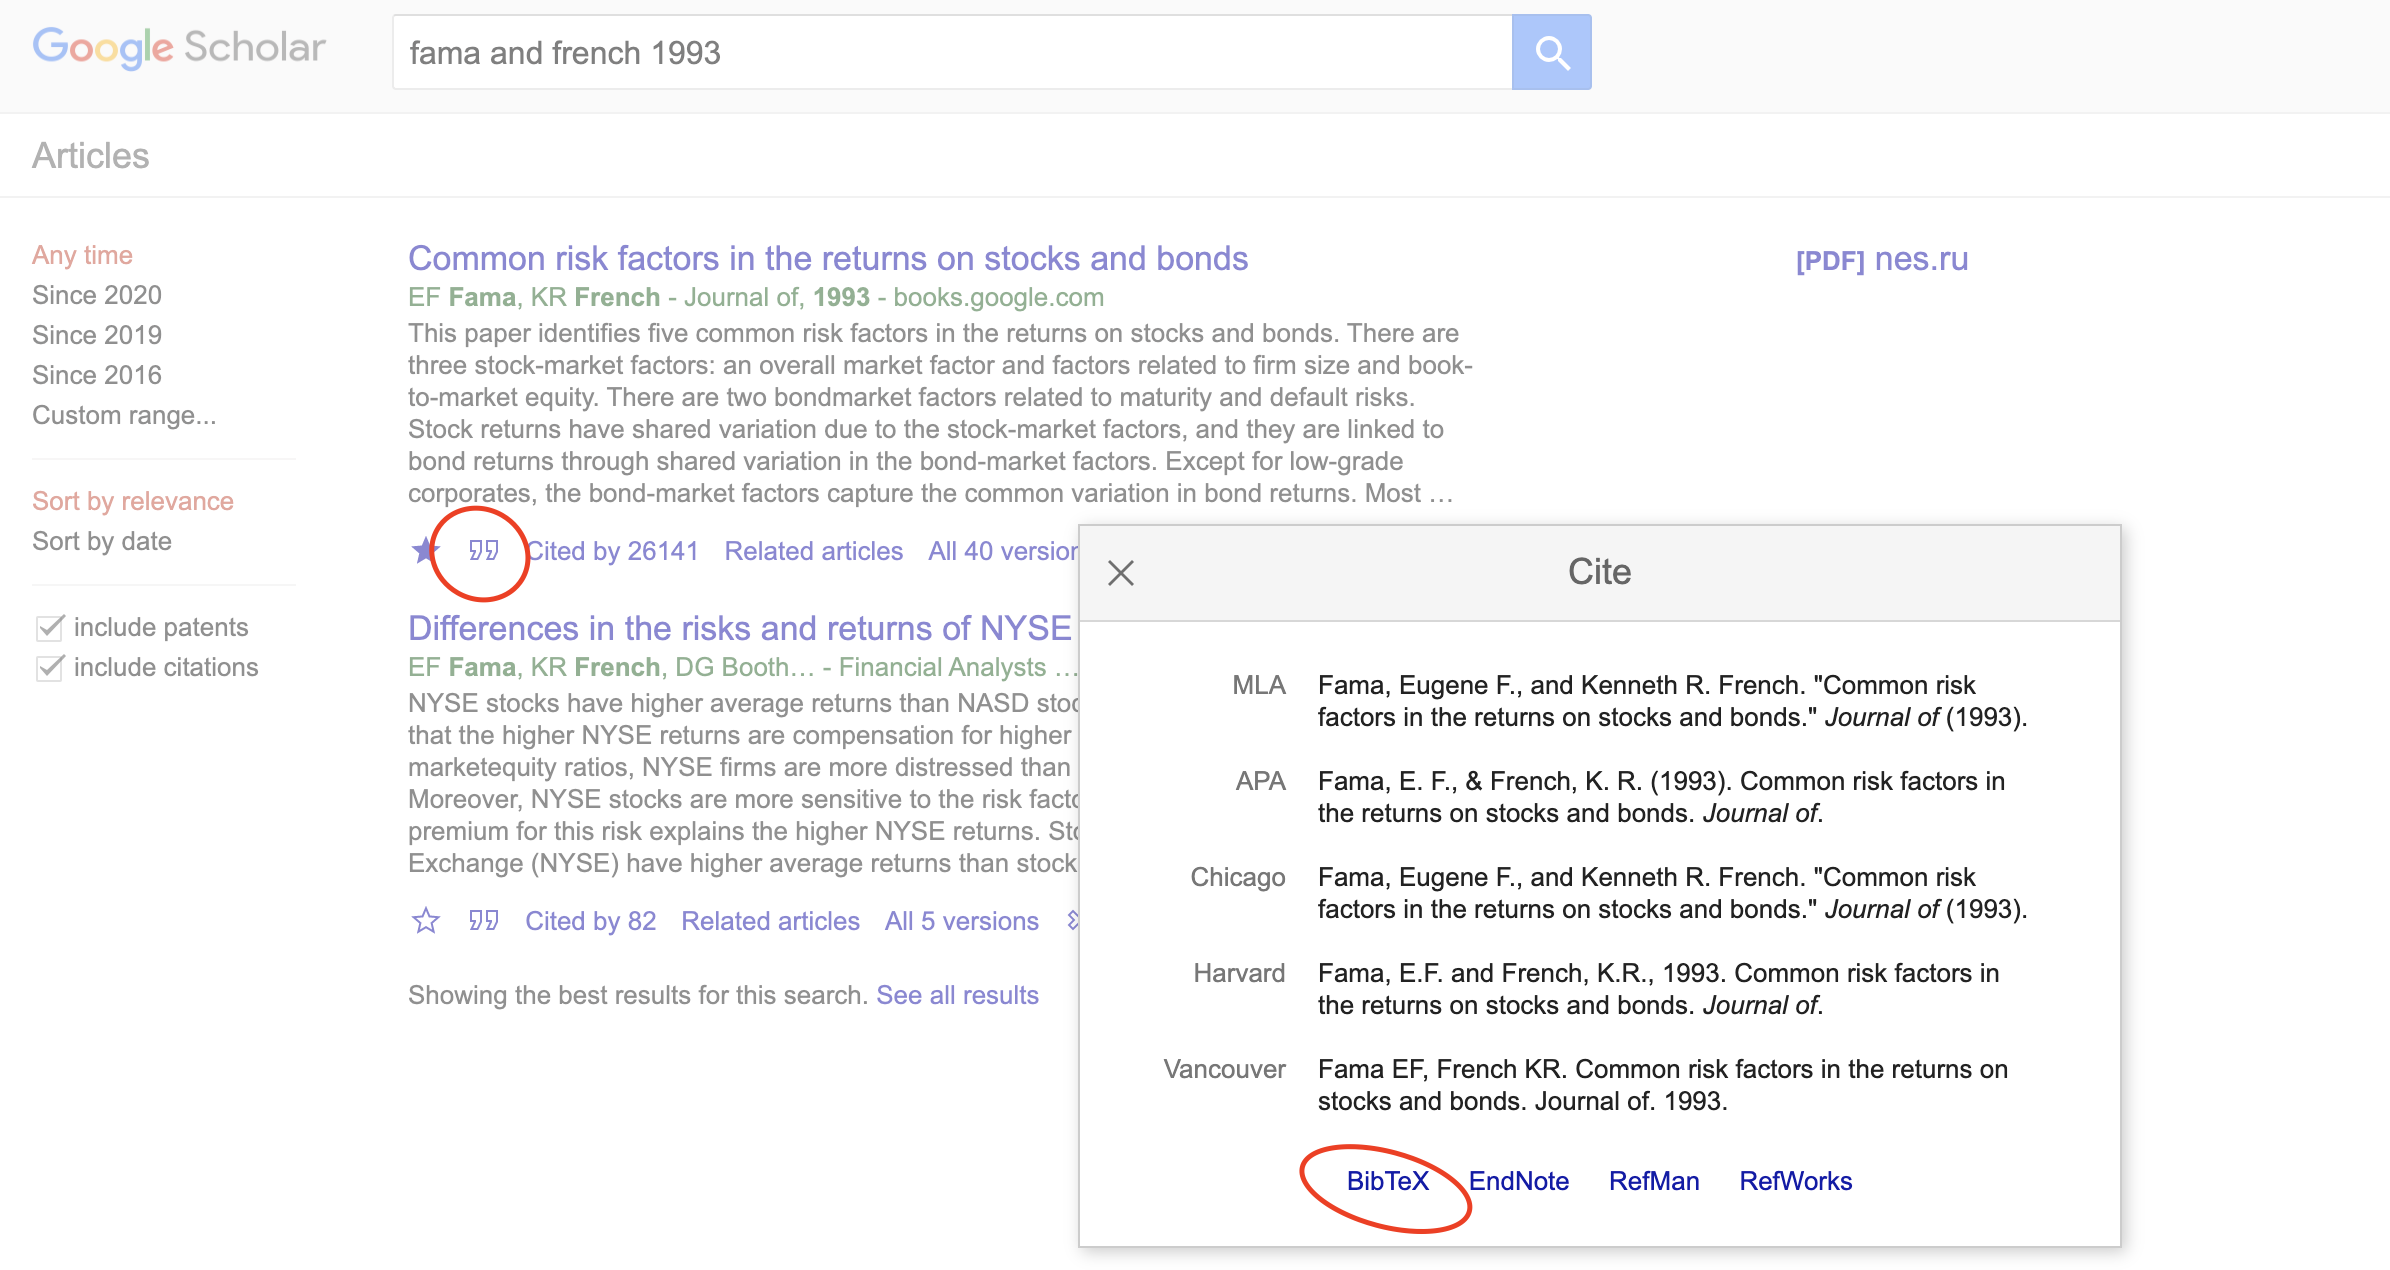 Google Scholar
fama and french 1993
Articles
Any time
Since 2020
Since 2019
Since 2016
Custom range...
Sort by relevance
Sort by date
include patents
include citations
Common risk factors in the returns on stocks and bonds
EF Fama, KR French - Journal of, 1993 - books.google.com
This paper identifies five common risk factors in the returns on stocks and bonds. There are
three stock-market factors: an overall market factor and factors related to firm size and book-
to-market equity. There are two bondmarket factors related to maturity and default risks.
Stock returns have shared variation due to the stock-market factors, and they are linked to
bond returns through shared variation in the bond-market factors. Except for low-grade
corporates, the bond-market factors capture the common variation in bond returns. Most …
Cited by 26141 Related articles All 40 version
[PDF] nes.ru
Differences in the risks and returns of NYSE
EF Fama, KR French, DG Booth… - Financial Analysts …
NYSE stocks have higher average returns than NASD
that the higher NYSE returns are compensation for higher
marketequity ratios, NYSE firms are more distressed than
Moreover, NYSE stocks are more sensitive to the risk
premium for this risk explains the higher NYSE returns.
Exchange (NYSE) have higher average returns than stock
Cited by 82 Related articles All 5 versions
Showing the best results for this search. See all results
Cite
MLA Fama, Eugene F., and Kenneth R. French. "Common risk
factors in the returns on stocks and bonds." Journal of (1993).
APA Fama, E. F., & French, K. R. (1993). Common risk factors in
the returns on stocks and bonds. Journal of.
Chicago Fama, Eugene F., and Kenneth R. French. "Common risk
factors in the returns on stocks and bonds." Journal of (1993).
Harvard Fama, E.F. and French, K.R., 1993. Common risk factors in
the returns on stocks and bonds. Journal of.
Vancouver Fama EF, French KR. Common risk factors in the returns on
stocks and bonds. Journal of. 1993.
BibTeX EndNote RefMan RefWorks